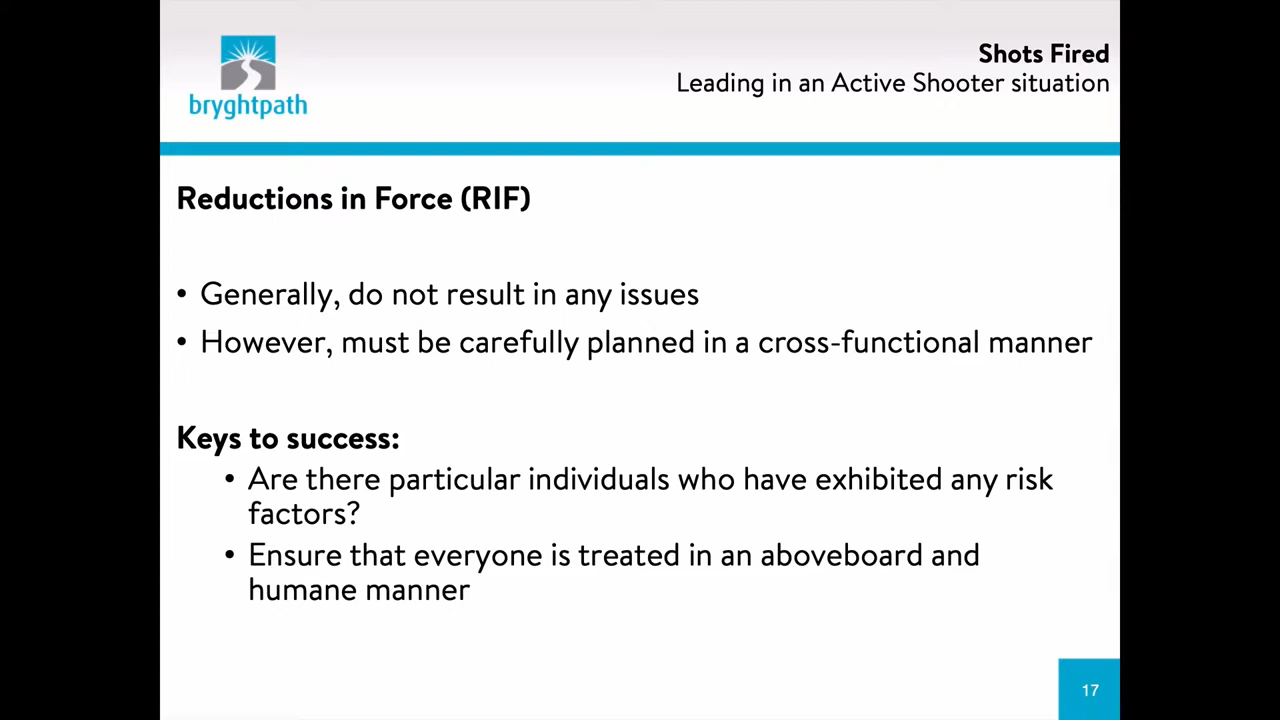 bryghtpath
Shots Fired
Leading in an Active Shooter situation
Reductions in Force (RIF)
• Generally, do not result in any issues
• However, must be carefully planned in a cross-functional manner
Keys to success:
• Are there particular individuals who have exhibited any risk
factors?
• Ensure that everyone is treated in an aboveboard and
humane manner
17